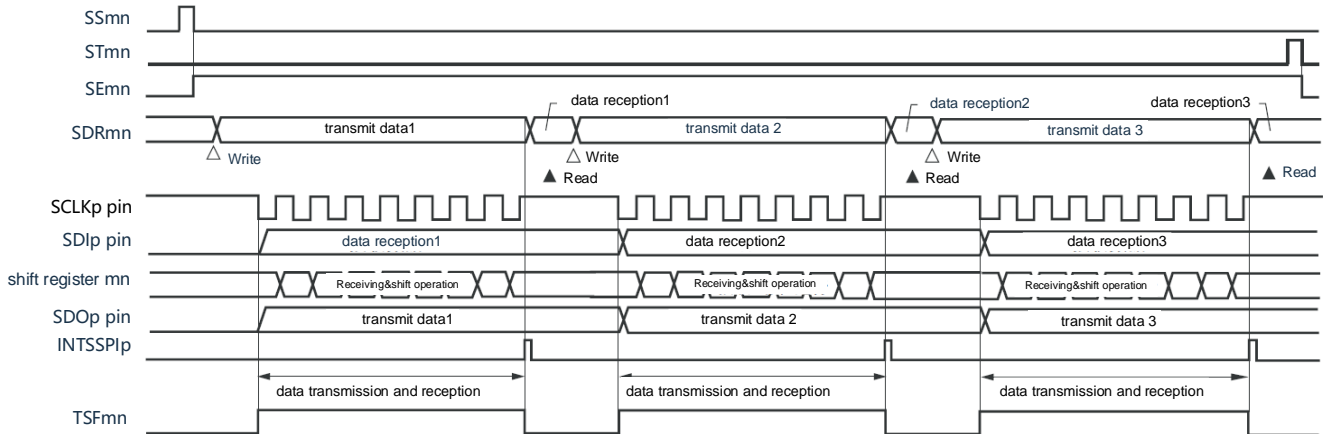 SSmn
STmn
SEmn
data reception1
data reception2
data reception3
SDRmn
transmit data1
transmit data 2
transmit data 3
Write
Write
Write
Read
Read
Read
SCLKp pin
SDIp pin
data reception1
data reception2
data reception3
shift register mn
Receiving&shift operation
Receiving&shift operation
Receiving&shift operation
SDOp pin
transmit data1
transmit data 2
transmit data 3
INTSSPIp
data transmission and reception
data transmission and reception
data transmission and reception
TSFmn